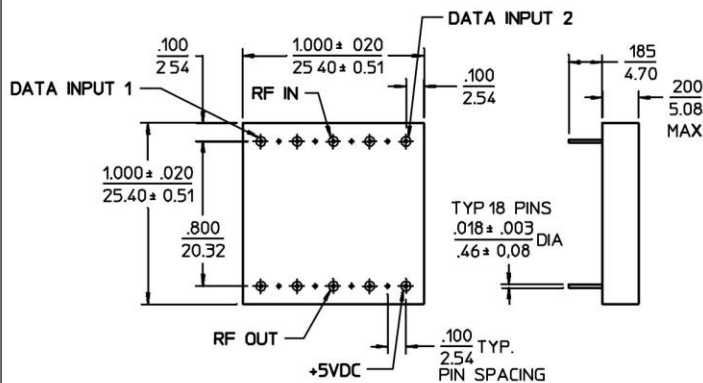 DATA INPUT 2
.100
2.54
1.000± 020
25 40± 0.51
.100
2.54
185
4.70
200
5.08
MAX
DATA INPUT 1
RF IN
1.000± .020
25.40± 0.51
.800
20.32
TYP 18 PINS
.018± .003
.46± 0,08
DIA
RF OUT
+5VDC
.100
2.54
TYP.
PIN SPACING